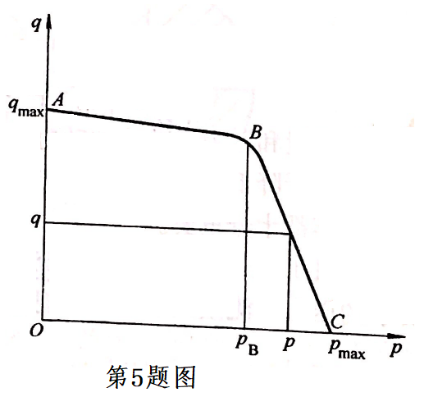 q
q_max A
B
q
C
O p_B p p_max p
第5题图